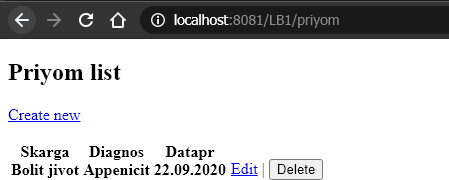 localhost:8081/LB1/priyom
Priyom list
Create new
Skarga Diagnos Datapr
Bolit jivot Appenicit 22.09.2020 Edit | Delete